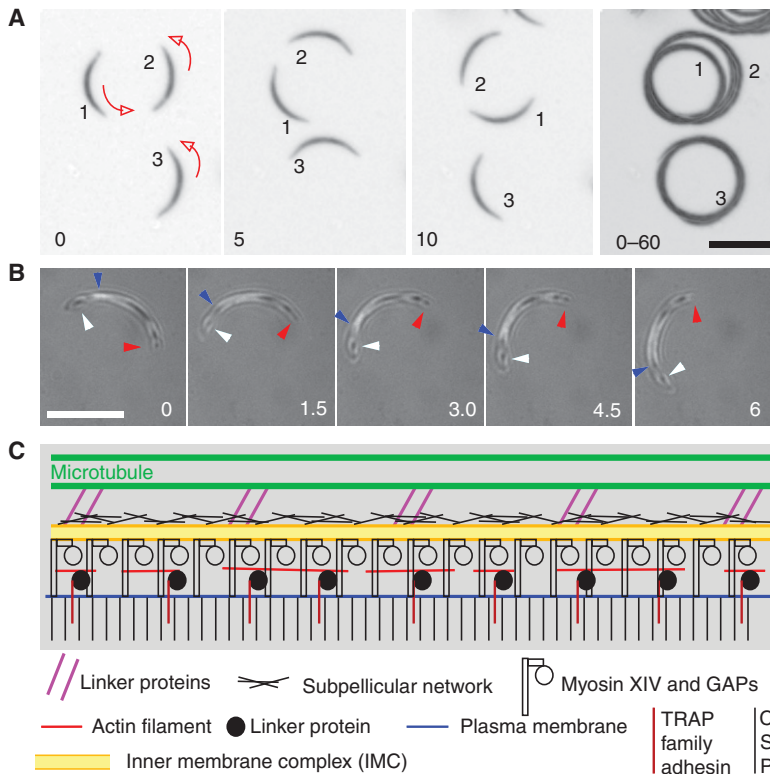 A
1
2
3
0
2
1
3
5
2
1
3
10
1
2
3
0–60
B
0
1.5
3.0
4.5
6
C
Microtubule
Linker proteins
Subpellicular network
Myosin XIV and GAPs
Actin filament
Linker protein
Plasma membrane
TRAP
family
adhesin
C
S
P
Inner membrane complex (IMC)